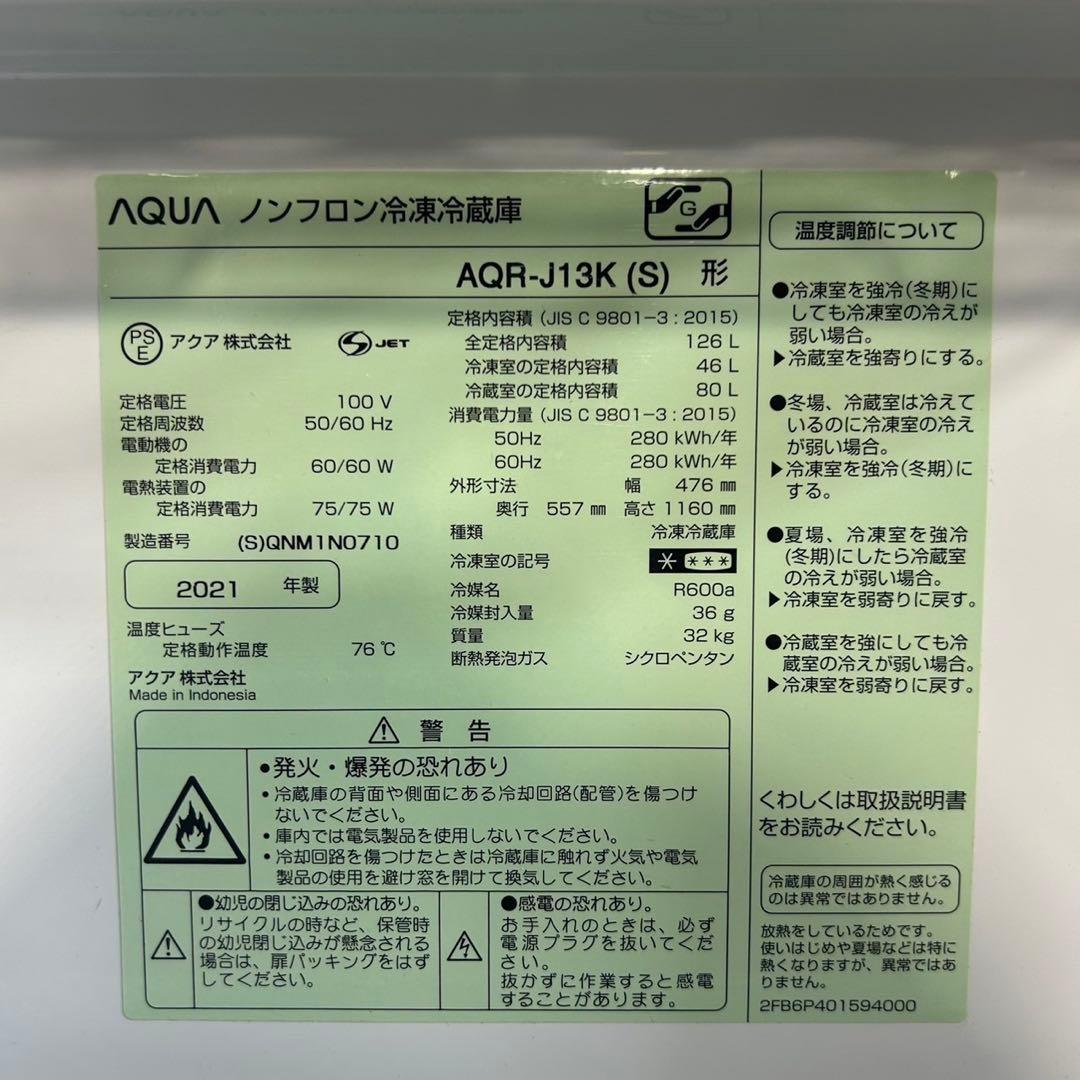 AQUA ノンフロン冷凍冷蔵庫
G
AQR-J13K (S) 形
PS
E
アクア 株式会社
S JET
定格電圧 100 V
定格周波数 50/60 Hz
電動機の
定格消費電力 60/60 W
電熱装置の
定格消費電力 75/75 W
製造番号 (S)QNM1N0710
2021 年製
温度ヒューズ
定格動作温度 76 ℃
アクア 株式会社
Made in Indonesia
定格内容積 (JIS C 9801-3 : 2015)
全定格内容積 126 L
冷凍室の定格内容積 46 L
冷蔵室の定格内容積 80 L
消費電力量 (JIS C 9801-3 : 2015)
50Hz 280 kWh/年
60Hz 280 kWh/年
外形寸法 幅 476 ㎜
奥行 557 ㎜ 高さ 1160 ㎜
種類 冷凍冷蔵庫
冷凍室の記号 * ***
冷媒名 R600a
冷媒封入量 36 g
質量 32 kg
断熱発泡ガス シクロペンタン
⚠ 警 告
●発火・爆発の恐れあり
・冷蔵庫の背面や側面にある冷却回路(配管)を傷つけ
ないでください。
・庫内では電気製品を使用しないでください。
・冷却回路を傷つけたときは冷蔵庫に触れず火気や電気
製品の使用を避け窓を開けて換気してください。
●幼児の閉じ込みの恐れあり。
リサイクルの時など、保管時
の幼児閉じ込みが懸念される
場合は、扉パッキングをはず
してください。
●感電の恐れあり。
お手入れのときは、必ず
電源プラグを抜いてくだ
さい。
抜かずに作業すると感電
することがあります。
温度調節について
●冷凍室を強冷(冬期)に
しても冷凍室の冷えが
弱い場合。
▶冷蔵室を強寄りにする。
●冬場、冷蔵室は冷えて
いるのに冷凍室の冷え
が弱い場合。
▶冷凍室を強冷(冬期)に
する。
●夏場、冷凍室を強冷
(冬期)にしたら冷蔵室
の冷えが弱い場合。
▶冷凍室を弱寄りに戻す。
●冷蔵室を強にしても冷
蔵室の冷えが弱い場合。
▶冷凍室を弱寄りに戻す。
くわしくは取扱説明書
をお読みください。
冷蔵庫の周囲が熱く感じる
のは異常ではありません。
放熱をしているためです。
使いはじめや夏場などは特に
熱くなりますが、異常ではあ
りません。
2FB6P401594000